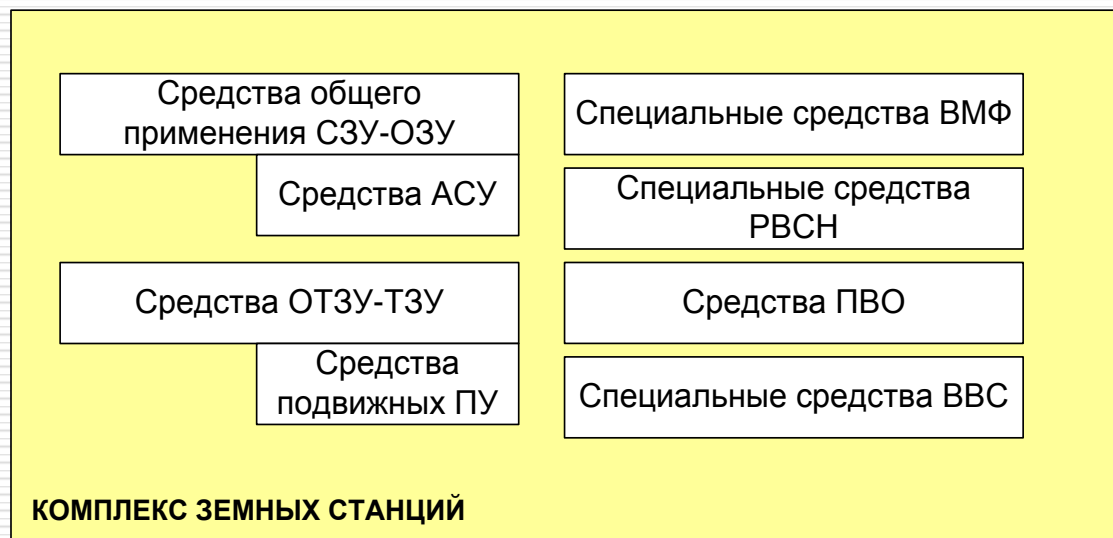 Средства общего
применения СЗУ-ОЗУ
Средства АСУ
Средства ОТЗУ-ТЗУ
Средства
подвижных ПУ
Специальные средства ВМФ
Специальные средства
РВСН
Средства ПВО
Специальные средства ВВС
КОМПЛЕКС ЗЕМНЫХ СТАНЦИЙ